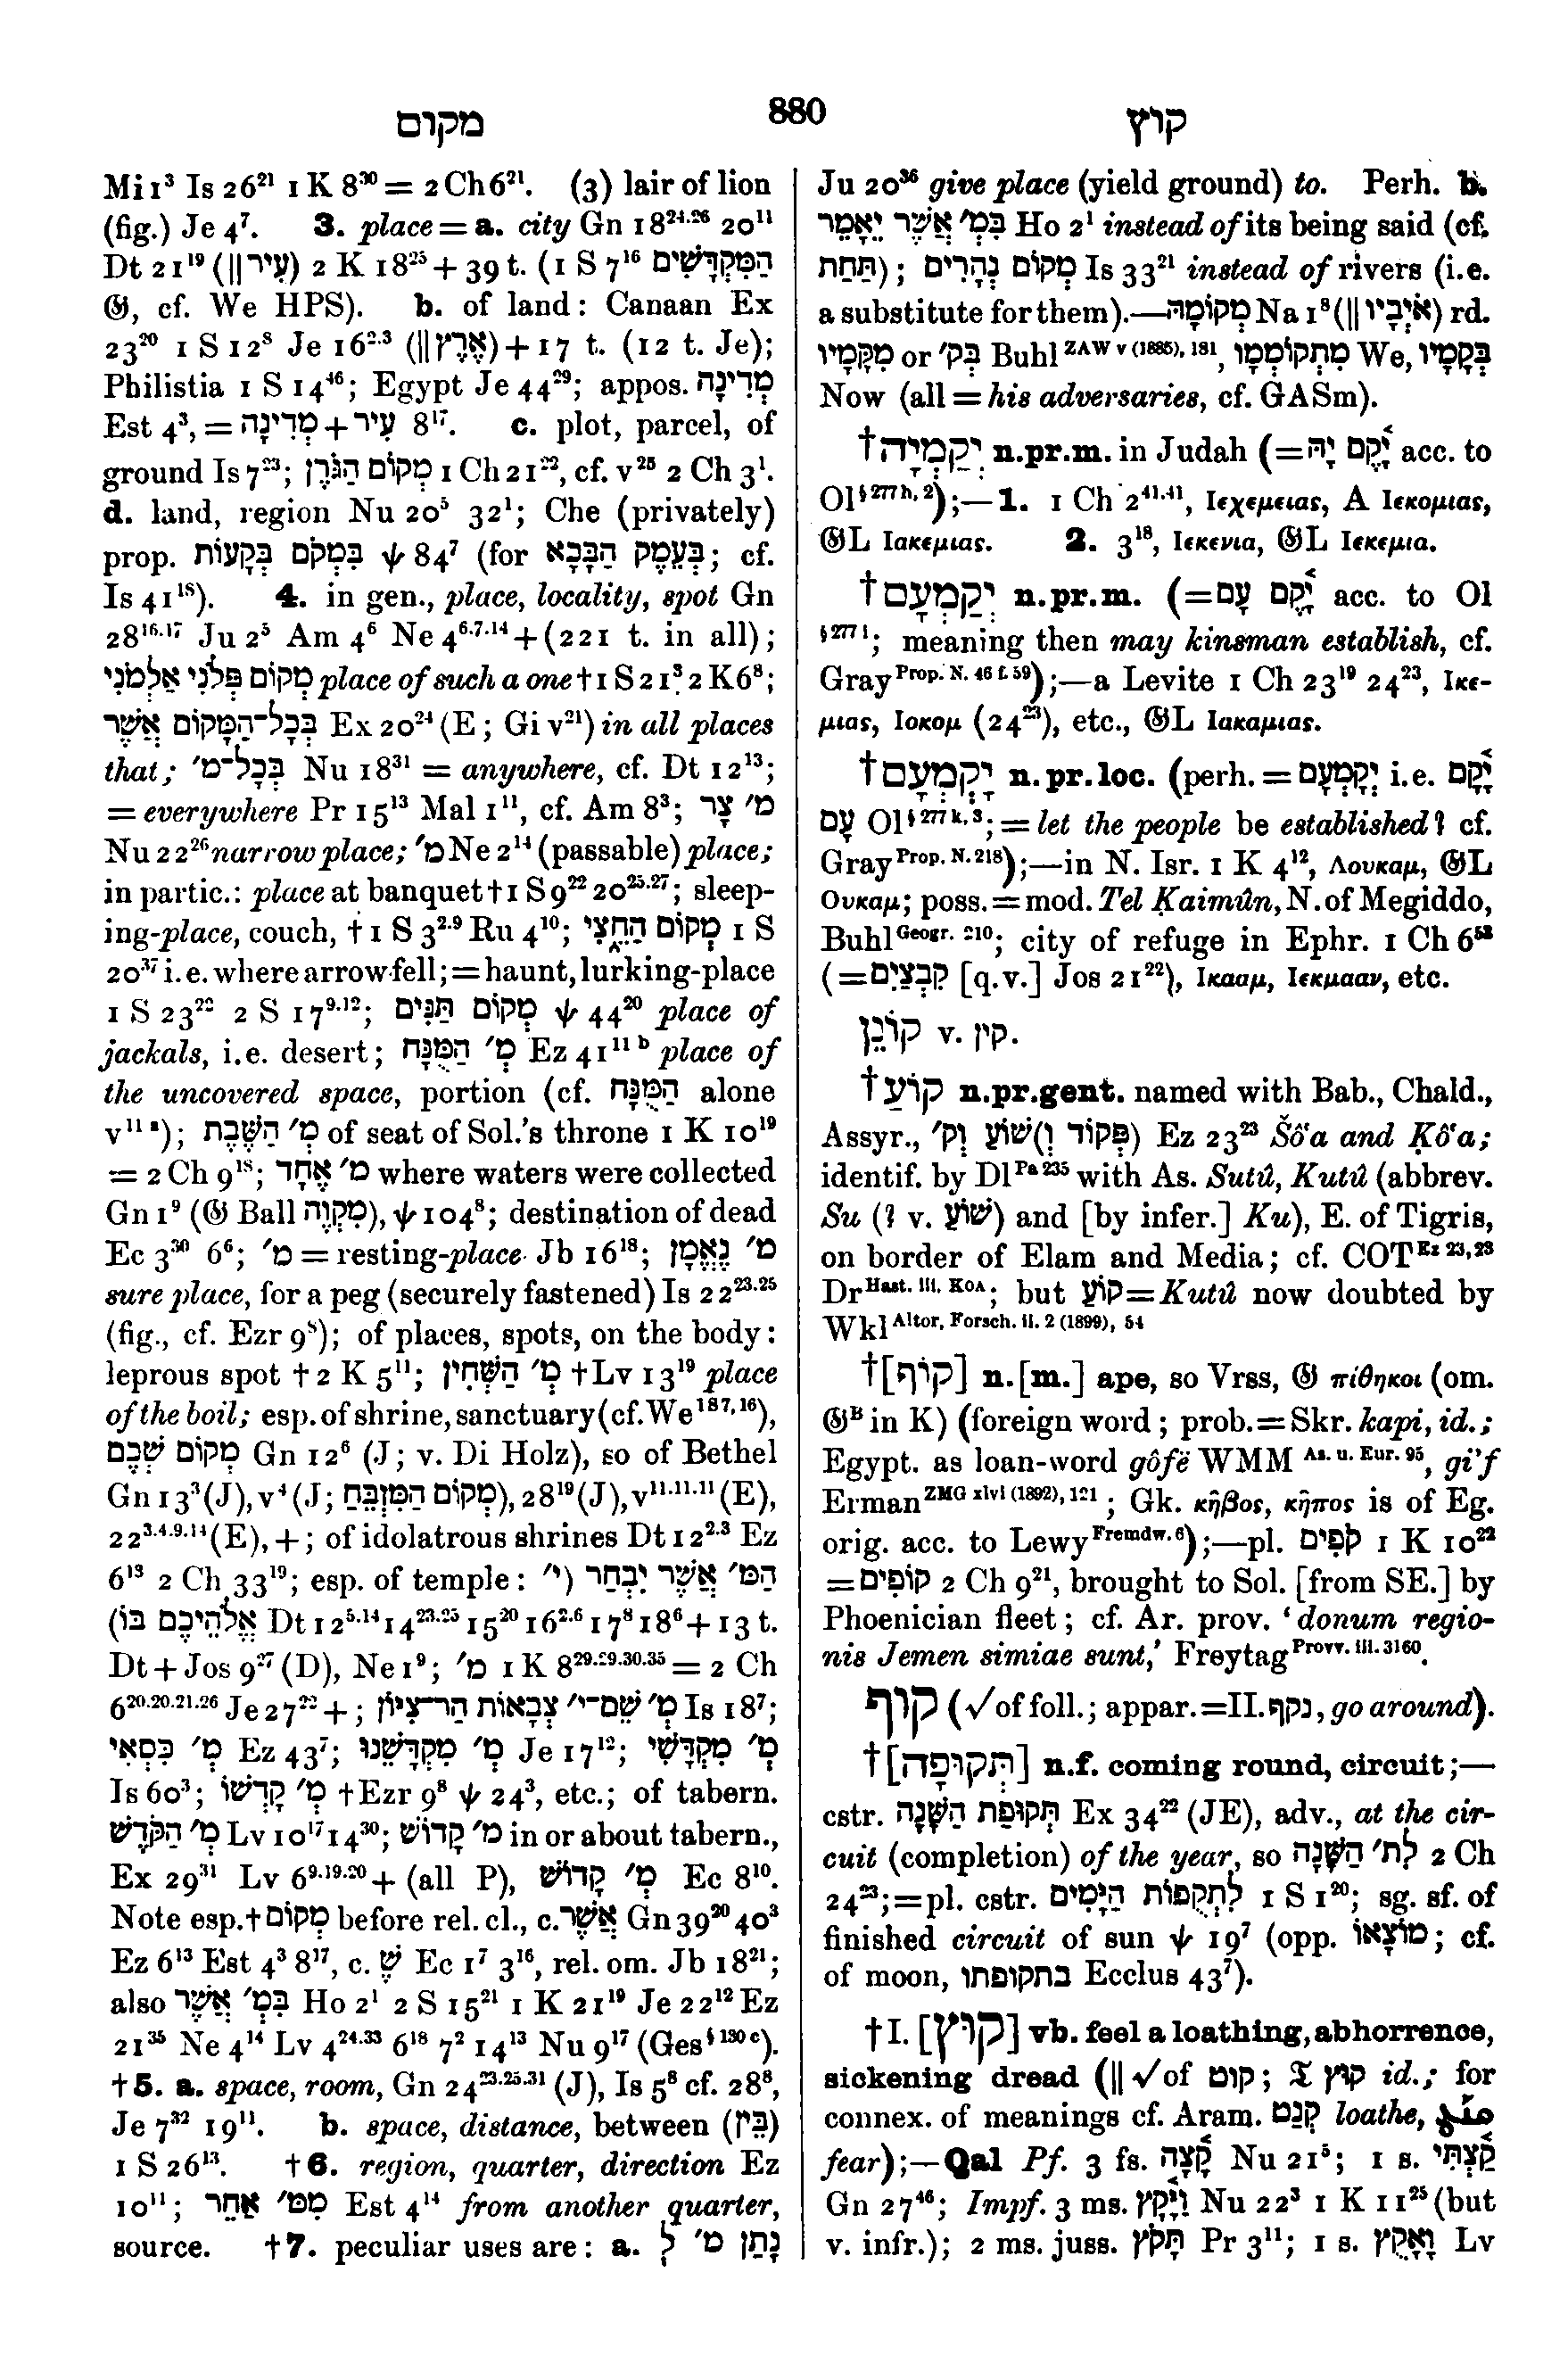 מקום
880
קוץ
Mi 1³ Is 26²¹ 1 K 8³⁰ = 2 Ch 6²¹. (3) lair of lion
(fig.) Je 4⁷. 3. place = a. city Gn 18²⁴·²⁶ 20¹¹
Dt 21¹⁹ (‖ עִיר) 2 K 18²⁵ + 39 t. (1 S 7¹⁶ הַמִּקְדָּשִׁים
𝔊, cf. We HPS). b. of land: Canaan Ex
23²⁰ 1 S 12⁸ Je 16²·³ (‖ אֶרֶץ) + 17 t. (12 t. Je);
Philistia 1 S 14⁴⁶; Egypt Je 44²⁹; appos. מְדִינָה
Est 4³, = עִיר + מְדִינָה 8¹⁷. c. plot, parcel, of
ground Is 7²³; מְקוֹם הַגֹּרֶן 1 Ch 21²², cf. v²⁵ 2 Ch 3¹.
d. land, region Nu 20⁵ 32¹; Che (privately)
prop. בִּמְקֹם בְּקָעוֹת ψ 84⁷ (for בְּעֵמֶק הַבָּכָא; cf.
Is 41¹⁸). 4. in gen., place, locality, spot Gn
28¹⁶·¹⁷ Ju 2⁵ Am 4⁶ Ne 4⁶·⁷·¹⁴ + (221 t. in all);
מְקוֹם פְּלֹנִי אַלְמֹנִי place of such a one † 1 S 21³ 2 K 6⁸;
בְּכָל־הַמָּקוֹם אֲשֶׁר Ex 20²⁴ (E; Gi v²¹) in all places
that; בְּכָל־מ׳ Nu 18³¹ = anywhere, cf. Dt 12¹³;
= everywhere Pr 15¹³ Mal 1¹¹, cf. Am 8³; מ׳ צָר
Nu 22²⁶ narrow place; מ׳ Ne 2¹⁴ (passable) place;
in partic.: place at banquet † 1 S 9²² 20²⁵·²⁷; sleep-
ing-place, couch, † 1 S 3²·⁹ Ru 4¹⁰; מְקוֹם הַחֵצִי 1 S
20³⁷ i.e. where arrow fell; = haunt, lurking-place
1 S 23²² 2 S 17⁹·¹²; מְקוֹם תַּנִּים ψ 44²⁰ place of
jackals, i.e. desert; מְ׳ הַמֻּנָּח Ez 41¹¹ ᵇ place of
the uncovered space, portion (cf. הַמֻּנָּח alone
v¹¹ ᵃ); מְ׳ הַשֶּׁבֶת of seat of Sol.'s throne 1 K 10¹⁹
= 2 Ch 9¹⁸; מ׳ אֶחָד where waters were collected
Gn 1⁹ (𝔊 Ball מִקְוֶה), ψ 104⁸; destination of dead
Ec 3²⁰ 6⁶; מ׳ = resting-place Jb 16¹⁸; מ׳ נֶאֱמָן
sure place, for a peg (securely fastened) Is 22²³·²⁵
(fig., cf. Ezr 9⁸); of places, spots, on the body:
leprous spot † 2 K 5¹¹; מְ׳ הַשְּׁחִין † Lv 13¹⁹ place
of the boil; esp. of shrine, sanctuary (cf. We¹⁸⁷·¹⁶),
מְקוֹם שְׁכֶם Gn 12⁶ (J; v. Di Holz), so of Bethel
Gn 13³ (J), v⁴ (J; מְקוֹם הַמִּזְבֵּחַ), 28¹⁹ (J), v¹¹·¹¹·¹¹ (E),
22³·⁴·⁹·¹⁴ (E), +; of idolatrous shrines Dt 12²·³ Ez
6¹³ 2 Ch 33¹⁹; esp. of temple: הַמּ׳ אֲשֶׁר יִבְחַר (י׳
אֱלֹהֵיכֶם בּוֹ) Dt 12⁵·¹⁴ 14²³·²⁵ 15²⁰ 16²·⁶ 17⁸ 18⁶ + 13 t.
Dt + Jos 9²⁷ (D), Ne 1⁹; מ׳ 1 K 8²⁹·²⁹·³⁰·³⁵ = 2 Ch
6²⁰·²⁰·²¹·²⁶ Je 27²² +; מְ׳ שֵׁם־י׳ צְבָאוֹת הַר־צִיּוֹן Is 18⁷;
מְ׳ כִּסְאִי Ez 43⁷; מְ׳ מִקְדָּשֵׁנוּ Je 17¹²; מְ׳ מִקְדָּשִׁי
Is 60³; מְ׳ קָדְשׁוֹ † Ezr 9⁸ ψ 24³, etc.; of tabern.
מְ׳ הַקֹּדֶשׁ Lv 10¹⁷ 14³⁰; מ׳ קָדוֹשׁ in or about tabern.,
Ex 29³¹ Lv 6⁹·¹⁹·²⁰ + (all P), מְ׳ קָדוֹשׁ Ec 8¹⁰.
Note esp. † מְקוֹם before rel. cl., c. אֲשֶׁר Gn 39²⁰ 40³
Ez 6¹³ Est 4³ 8¹⁷, c. שֶׁ Ec 1⁷ 3¹⁶, rel. om. Jb 18²¹;
also בִּמְ׳ אֲשֶׁר Ho 2¹ 2 S 15²¹ 1 K 21¹⁹ Je 22¹² Ez
21³⁵ Ne 4¹⁴ Lv 4²⁴·³³ 6¹⁸ 7² 14¹³ Nu 9¹⁷ (Ges§¹³⁰ ᶜ).
†5. a. space, room, Gn 24²³·²⁵·³¹ (J), Is 5⁸ cf. 28⁸,
Je 7³² 19¹¹. b. space, distance, between (בֵּין)
1 S 26¹³. †6. region, quarter, direction Ez
10¹¹; מִמּ׳ אַחֵר Est 4¹⁴ from another quarter,
source. †7. peculiar uses are: a. נָתַן מ׳ לְ
Ju 20³⁶ give place (yield ground) to. Perh. b.
בִּמְ׳ אֲשֶׁר יֵאָמֵר Ho 2¹ instead of its being said (cf.
תַּחַת); מְקוֹם נְהָרִים Is 33²¹ instead of rivers (i.e.
a substitute for them).—מְקוֹמָהּ Na 1⁸ (‖ אֹיְבָיו) rd.
מִקָּמָיו or בְּק׳ Buhl ZAW v (1885), 181, מִתְקוֹמְמָו We, בְּקָמָיו
Now (all = his adversaries, cf. GASm).
†יְקַמְיָה n.pr.m. in Judah (= יָקֵם יָהּ acc. to
Ol§ 277 h, 2);—1. 1 Ch 2⁴¹·⁴¹, Ιεχεμειας, A Ιεκομιας,
𝔊L Ιακεμιας. 2. 3¹⁸, Ιεκενια, 𝔊L Ιεκεμια.
†יְקַמְעָם n.pr.m. (= יָקֵם עָם acc. to Ol
§ 277 i; meaning then may kinsman establish, cf.
Gray Prop. N. 46 f. 59);—a Levite 1 Ch 23¹⁹ 24²³, Ικε-
μιας, Ιοκομ (24²³), etc., 𝔊L Ιακαμιας.
†יָקְמֳעָם n.pr.loc. (perh. = יְקַמְעָם i.e. יָקֵם
עָם Ol§ 277 k, 3; = let the people be established? cf.
Gray Prop. N. 218);—in N. Isr. 1 K 4¹², Λουκαμ, 𝔊L
Ουκαμ; poss. = mod. Tel Ḳaimûn, N. of Megiddo,
Buhl Geogr. 210; city of refuge in Ephr. 1 Ch 6⁵³
(= קִבְצַיִם [q.v.] Jos 21²²), Ικααμ, Ιεκμααν, etc.
קוֹנֵן v. קין.
†קוֹעַ n.pr.gent. named with Bab., Chald.,
Assyr., פְּקוֹד (וְ)שׁוֹעַ וְק׳ Ez 23²³ Šô‘a and Ḳô‘a;
identif. by Dl Pa 235 with As. Sutû, Kutû (abbrev.
Su (? v. שׁוֹעַ) and [by infer.] Ku), E. of Tigris,
on border of Elam and Media; cf. COT Ez 23, 23
Dr Hast. iii. KOA; but קוֹעַ = Kutû now doubted by
Wkl Altor. Forsch. ii. 2 (1899), 54
†[קוֹף] n.[m.] ape, so Vrss, 𝔊 πίθηκοι (om.
𝔊ᴮ in K) (foreign word; prob. = Skr. kapi, id.;
Egypt. as loan-word gôfë WMM As. u. Eur. 95, gi'f
Erman ZMG xlvi (1892), 121; Gk. κῆβος, κῆπος is of Eg.
orig. acc. to Lewy Fremdw. 6);—pl. קֹפִים 1 K 10²²
= קוֹפִים 2 Ch 9²¹, brought to Sol. [from SE.] by
Phoenician fleet; cf. Ar. prov. ‘donum regio-
nis Jemen simiae sunt,’ Freytag Provv. iii. 3160.
קוף (√ of foll.; appar. = II. נקף, go around).
†[תְּקוּפָה] n.f. coming round, circuit;—
cstr. תְּקוּפַת הַשָּׁנָה Ex 34²² (JE), adv., at the cir-
cuit (completion) of the year, so לִת׳ הַשָּׁנָה 2 Ch
24²³; = pl. cstr. לִתְקֻפוֹת הַיָּמִים 1 S 1²⁰; sg. sf. of
finished circuit of sun ψ 19⁷ (opp. מוֹצָאוֹ; cf.
of moon, בתקופתו Ecclus 43⁷).
†I. [קוּץ] vb. feel a loathing, abhorrence,
sickening dread (‖ √ of קוט; 𝔗 קוּץ id.; for
connex. of meanings cf. Aram. קְנַט loathe, ܩܢܛ
fear);—Qal Pf. 3 fs. קָצָה Nu 21⁵; 1 s. קַצְתִּי
Gn 27⁴⁶; Impf. 3 ms. וַיָּקָץ Nu 22³ 1 K 11²⁵ (but
v. infr.); 2 ms. juss. תָּקֹץ Pr 3¹¹; 1 s. וָאָקֻץ Lv